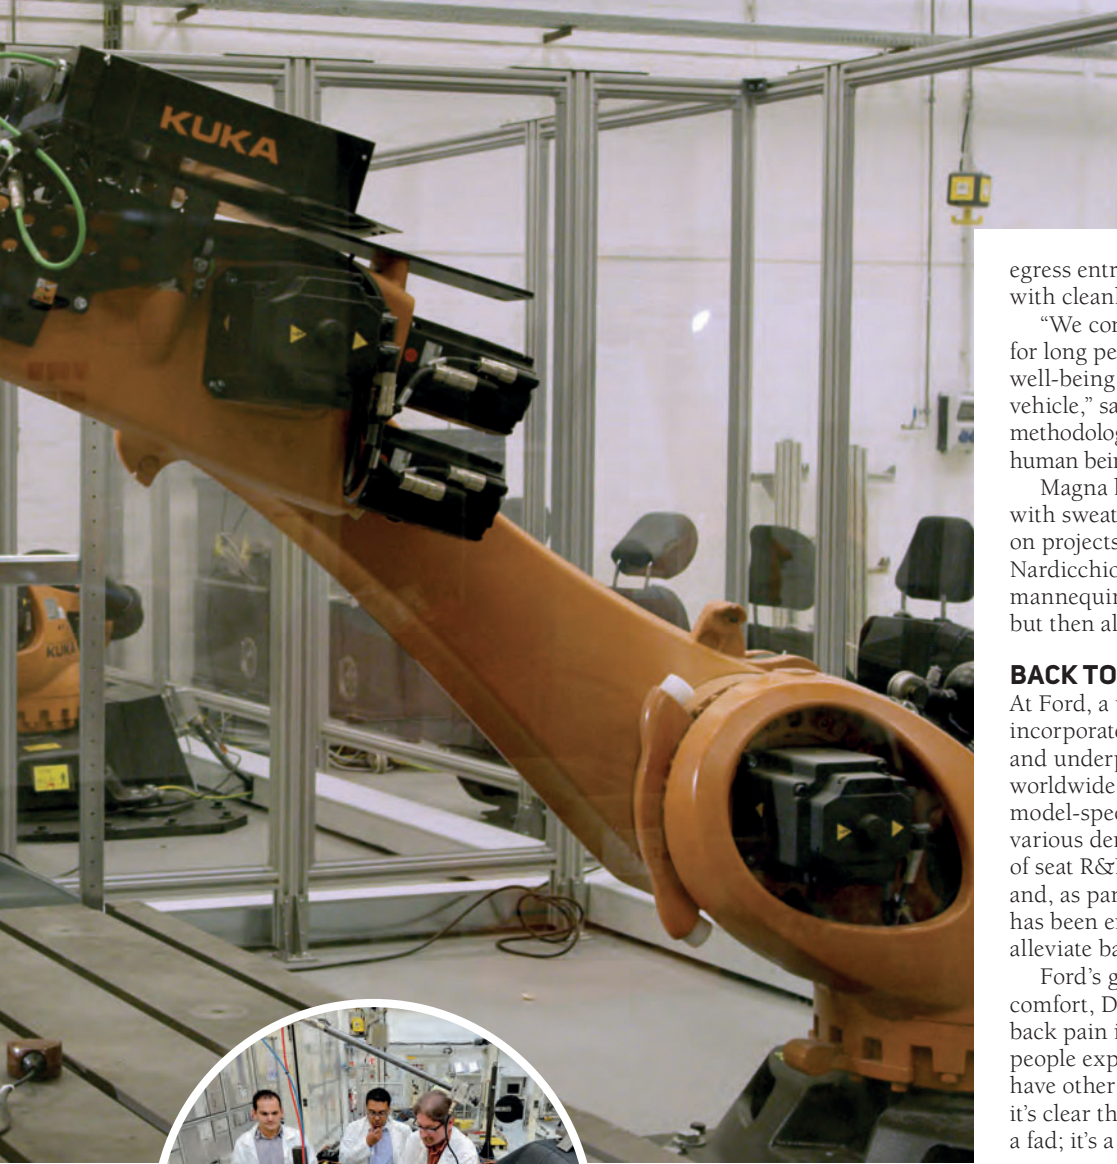 KUKA
KUKA
egress entr
with clean
“We con
for long pe
well-being
vehicle,” sa
methodolog
human bein
Magna
with sweat
on projects
Nardicchio
mannequin
but then al
BACK TO
At Ford, a
incorporate
and underp
worldwide
model-spec
various de
of seat R&
and, as par
has been e
alleviate ba
Ford’s g
comfort, D
back pain i
people exp
have other
it’s clear th
a fad; it’s a